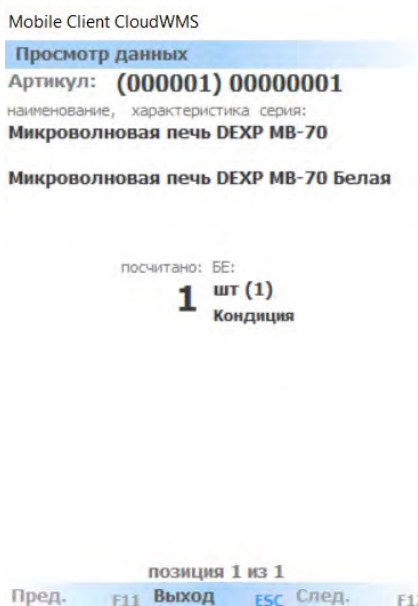 Mobile Client CloudWMS
Просмотр данных
Артикул: (000001) 00000001
наименование, характеристика серия:
Микроволновая печь DEXP MB-70
Микроволновая печь DEXP MB-70 Белая
посчитано: БЕ:
1 шт (1)
Кондиция
позиция 1 из 1
Пред. F11 Выход ESC След.